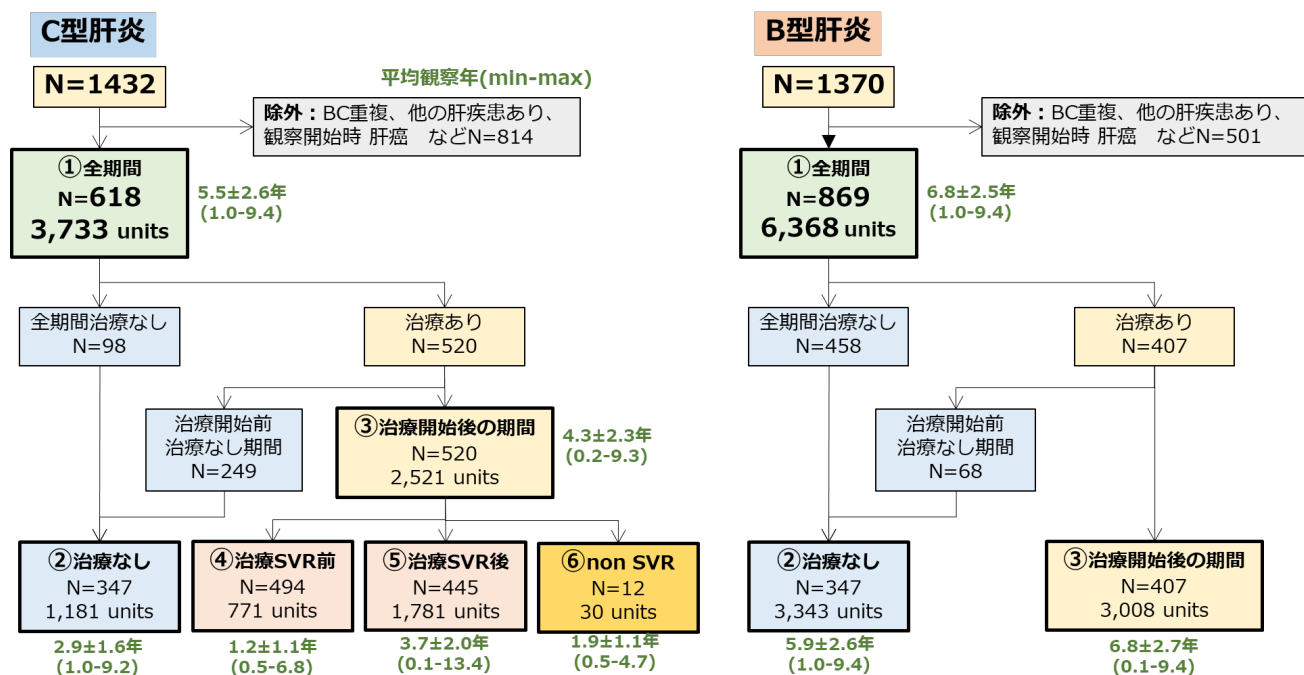 C型肝炎
N=1432
平均観察年(min-max)
除外：BC重複、他の肝疾患あり、
観察開始時 肝癌　などN=814
①全期間
N=618
3,733 units
5.5±2.6年
(1.0-9.4)
全期間治療なし
N=98
治療あり
N=520
治療開始前
治療なし期間
N=249
③治療開始後の期間
N=520
2,521 units
4.3±2.3年
(0.2-9.3)
②治療なし
N=347
1,181 units
2.9±1.6年
(1.0-9.2)
④治療SVR前
N=494
771 units
1.2±1.1年
(0.5-6.8)
⑤治療SVR後
N=445
1,781 units
3.7±2.0年
(0.1-13.4)
⑥non SVR
N=12
30 units
1.9±1.1年
(0.5-4.7)
B型肝炎
N=1370
除外：BC重複、他の肝疾患あり、
観察開始時 肝癌　などN=501
①全期間
N=869
6,368 units
6.8±2.5年
(1.0-9.4)
全期間治療なし
N=458
治療あり
N=407
治療開始前
治療なし期間
N=68
②治療なし
N=347
3,343 units
5.9±2.6年
(1.0-9.4)
③治療開始後の期間
N=407
3,008 units
6.8±2.7年
(0.1-9.4)